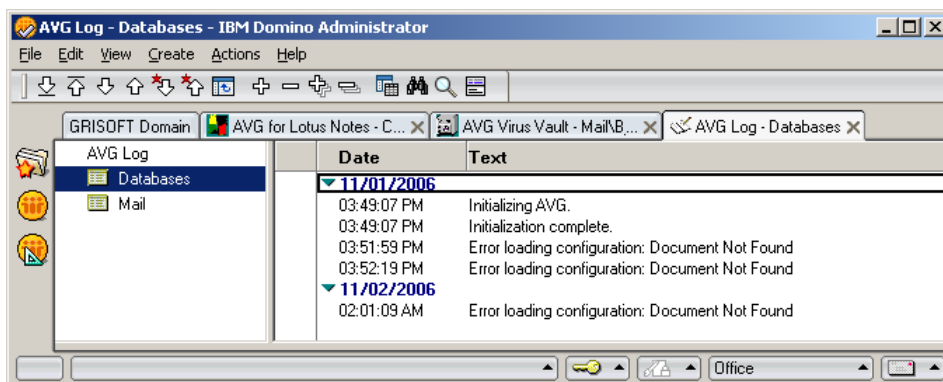 AVG Log - Databases - IBM Domino Administrator
File Edit View Create Actions Help
GRISOFT Domain AVG for Lotus Notes - C... AVG Virus Vault - Mail\B... AVG Log - Databases
AVG Log
Databases
Mail
Date Text
11/01/2006
03:49:07 PM Initializing AVG.
03:49:07 PM Initialization complete.
03:51:59 PM Error loading configuration: Document Not Found
03:52:19 PM Error loading configuration: Document Not Found
11/02/2006
02:01:09 AM Error loading configuration: Document Not Found
Office